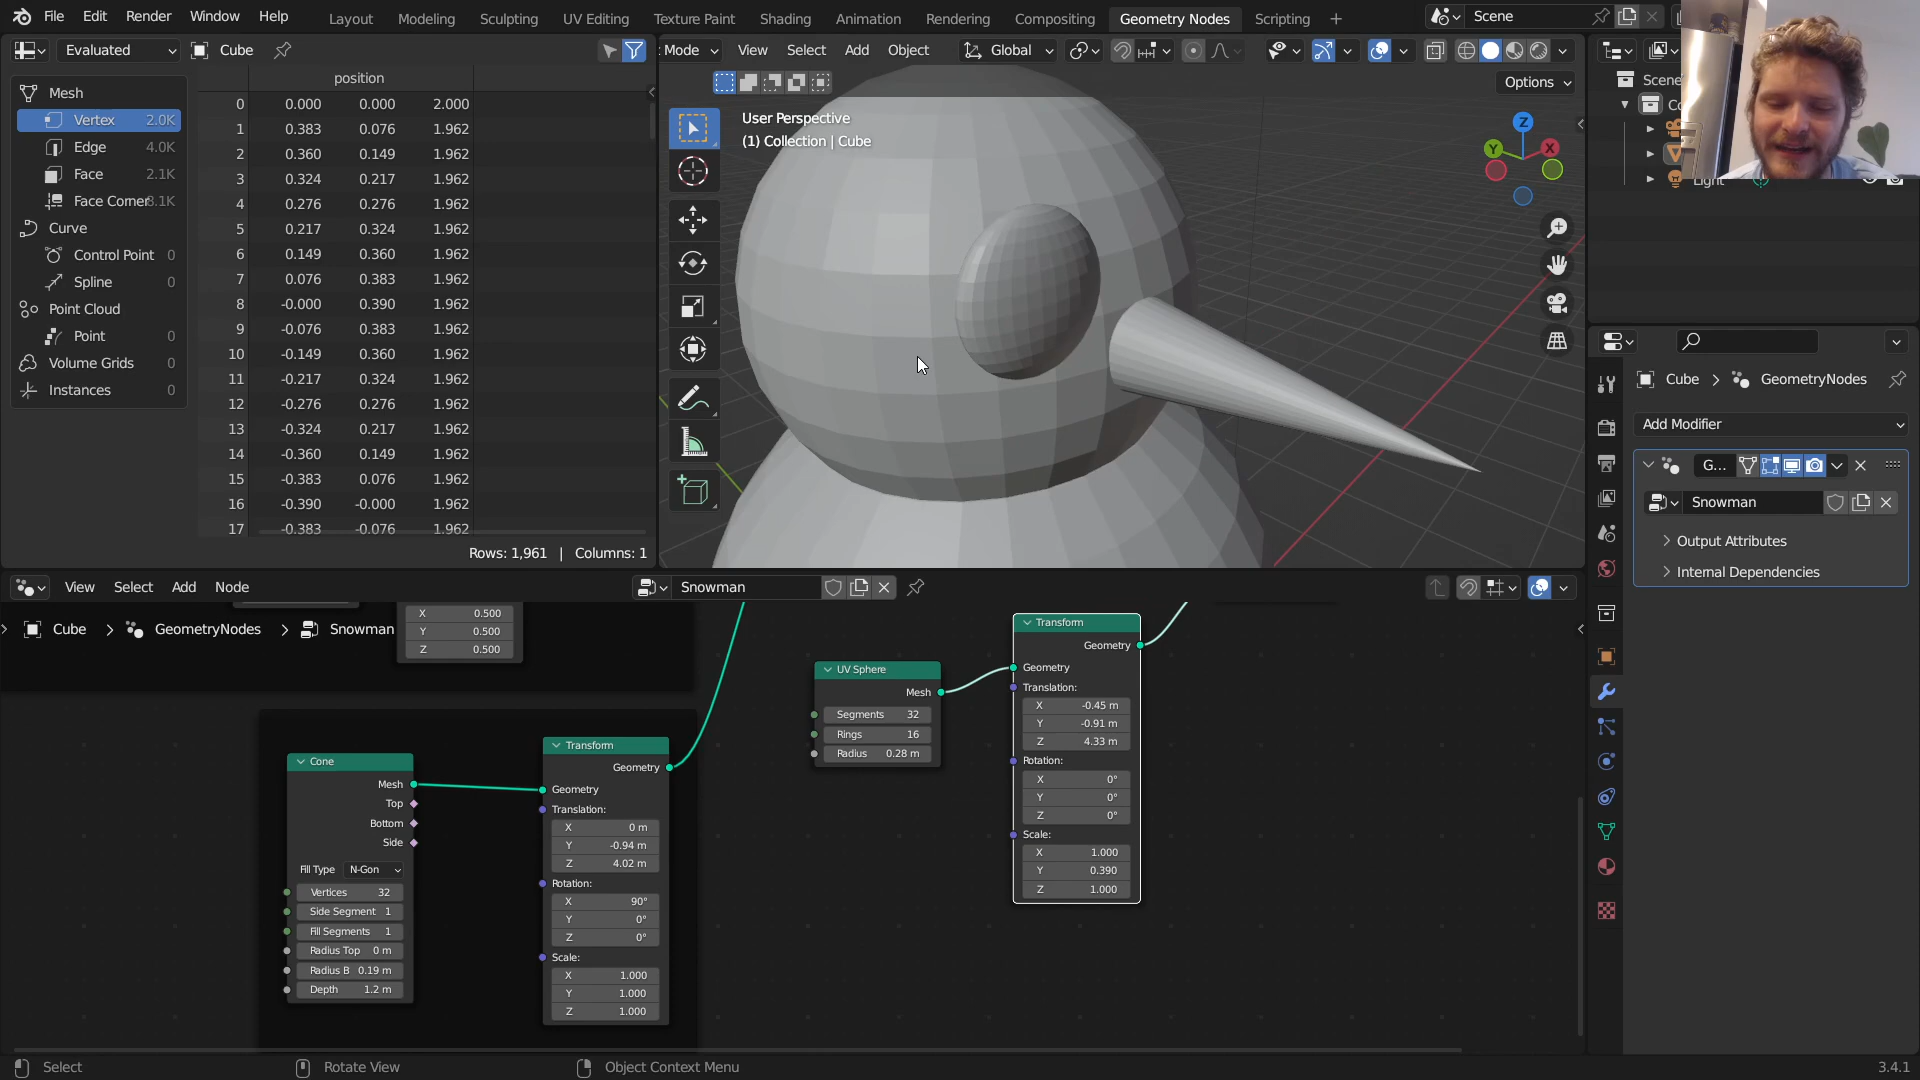 File Edit Render Window Help Layout Modeling Sculpting UV Editing Texture Paint Shading Animation Rendering Compositing Geometry Nodes Scripting Scene
Evaluated Cube
Mode View Select Add Object Global
position
Options
Mesh
Vertex 2.0K
Edge 4.0K
Face 2.1K
Face Corner 8.1K
Curve
Control Point 0
Spline 0
Point Cloud
Point 0
Volume Grids 0
Instances 0
0 0.000 0.000 2.000
1 0.383 0.076 1.962
2 0.360 0.149 1.962
3 0.324 0.217 1.962
4 0.276 0.276 1.962
5 0.217 0.324 1.962
6 0.149 0.360 1.962
7 0.076 0.383 1.962
8 -0.000 0.390 1.962
9 -0.076 0.383 1.962
10 -0.149 0.360 1.962
11 -0.217 0.324 1.962
12 -0.276 0.276 1.962
13 -0.324 0.217 1.962
14 -0.360 0.149 1.962
15 -0.383 0.076 1.962
16 -0.390 -0.000 1.962
17 -0.383 -0.076 1.962
Rows: 1,961 | Columns: 1
User Perspective
(1) Collection | Cube
Z
Y
X
Scene
Light
Cube GeometryNodes
Add Modifier
G...
Snowman
Output Attributes
Internal Dependencies
View Select Add Node Snowman
Cube GeometryNodes Snowman
X 0.500
Y 0.500
Z 0.500
Cone
Mesh
Top
Bottom
Side
Fill Type N-Gon
Vertices 32
Side Segment 1
Fill Segments 1
Radius Top 0 m
Radius B 0.19 m
Depth 1.2 m
Transform
Geometry
Geometry
Translation:
X 0 m
Y -0.94 m
Z 4.02 m
Rotation:
X 90°
Y 0°
Z 0°
Scale:
X 1.000
Y 1.000
Z 1.000
UV Sphere
Mesh
Segments 32
Rings 16
Radius 0.28 m
Transform
Geometry
Geometry
Translation:
X -0.45 m
Y -0.91 m
Z 4.33 m
Rotation:
X 0°
Y 0°
Z 0°
Scale:
X 1.000
Y 0.390
Z 1.000
Select Rotate View Object Context Menu 3.4.1